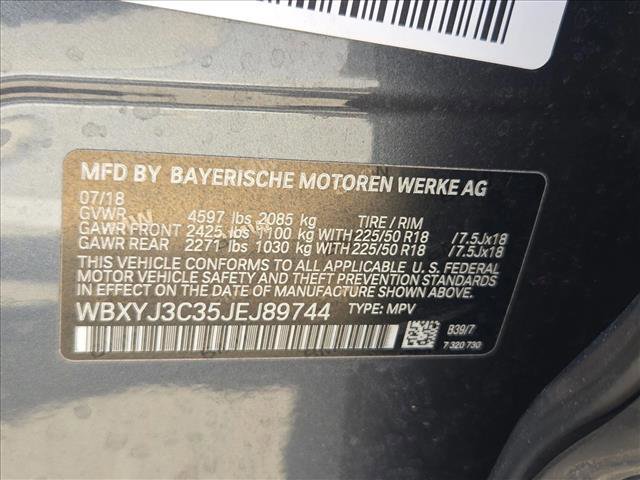 MFD BY BAYERISCHE MOTOREN WERKE AG
07/18
GVWR 4597 lbs 2085 kg TIRE / RIM
GAWR FRONT 2425 lbs 1100 kg WITH 225/50 R18 /7.5Jx18
GAWR REAR 2271 lbs 1030 kg WITH 225/50 R18 /7.5Jx18
THIS VEHICLE CONFORMS TO ALL APPLICABLE U. S. FEDERAL
MOTOR VEHICLE SAFETY AND THEFT PREVENTION STANDARDS
IN EFFECT ON THE DATE OF MANUFACTURE SHOWN ABOVE.
WBXYJ3C35JEJ89744 TYPE: MPV
B39/7
7 320 730